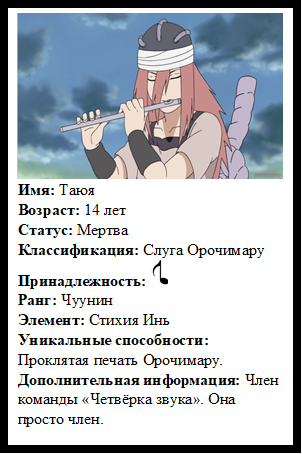 Имя: Таюя
Возраст: 14 лет
Статус: Мертва
Классификация: Слуга Орочимару
Принадлежность:
Ранг: Чуунин
Элемент: Стихия Инь
Уникальные способности:
Проклятая печать Орочимару.
Дополнительная информация: Член
команды «Четвёрка звука». Она
просто член.